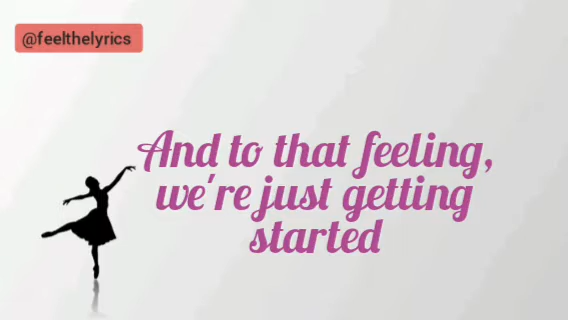 @feelthelyrics
And to that feeling,
we're just getting
started